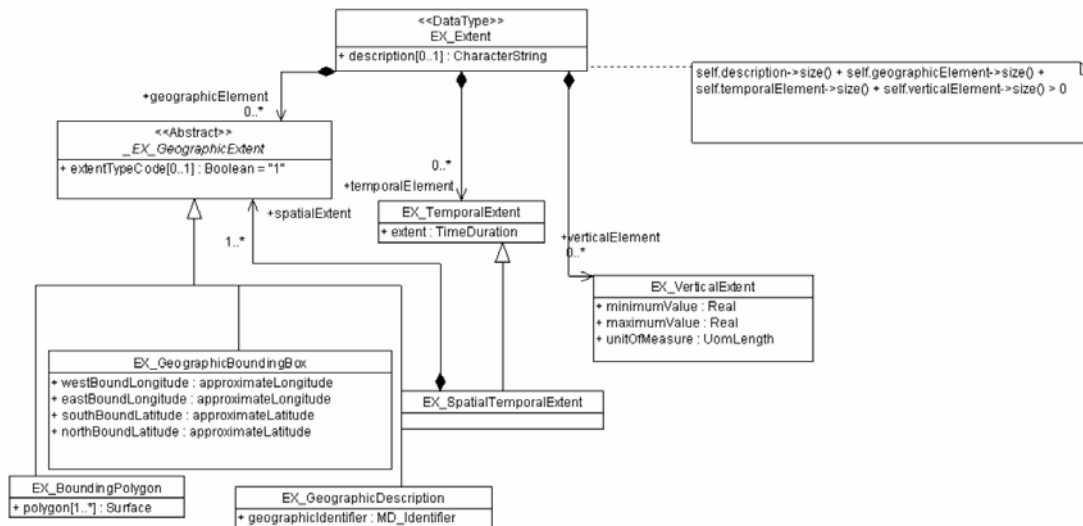 <<DataType>>
EX_Extent
+ description[0..1] : CharacterString
self.description->size() + self.geographicElement->size() +
self.temporalElement->size() + self.verticalElement->size() > 0
+geographicElement
0..*
<<Abstract>>
_EX_GeographicExtent
+ extentTypeCode[0..1] : Boolean = "1"
+spatialExtent
1..*
0..*
+temporalElement
EX_TemporalExtent
+ extent : TimeDuration
+verticalElement
0..*
EX_VerticalExtent
+ minimumValue : Real
+ maximumValue : Real
+ unitOfMeasure : UomLength
EX_GeographicBoundingBox
+ westBoundLongitude : approximateLongitude
+ eastBoundLongitude : approximateLongitude
+ southBoundLatitude : approximateLatitude
+ northBoundLatitude : approximateLatitude
EX_SpatialTemporalExtent
EX_BoundingPolygon
+ polygon[1..*] : Surface
EX_GeographicDescription
+ geographicIdentifier : MD_Identifier